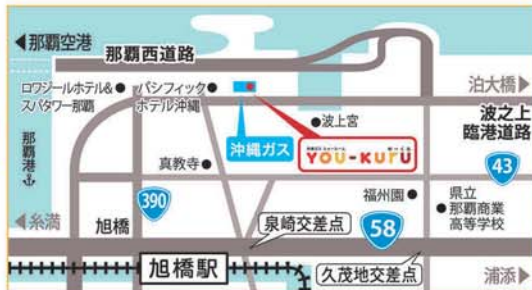 ◀那覇空港
那覇西道路
泊大橋▶
ロワジールホテル&●
スパタワー那覇
パシフィック●
ホテル沖縄
●波上宮
波之上
臨港道路
那覇港
沖縄ガス
YOU-KURU
ゆっくる
43
真教寺●
390
福州園●
県立
●那覇商業
高等学校
◀糸満
旭橋
泉崎交差点
58
旭橋駅
久茂地交差点
浦添▶